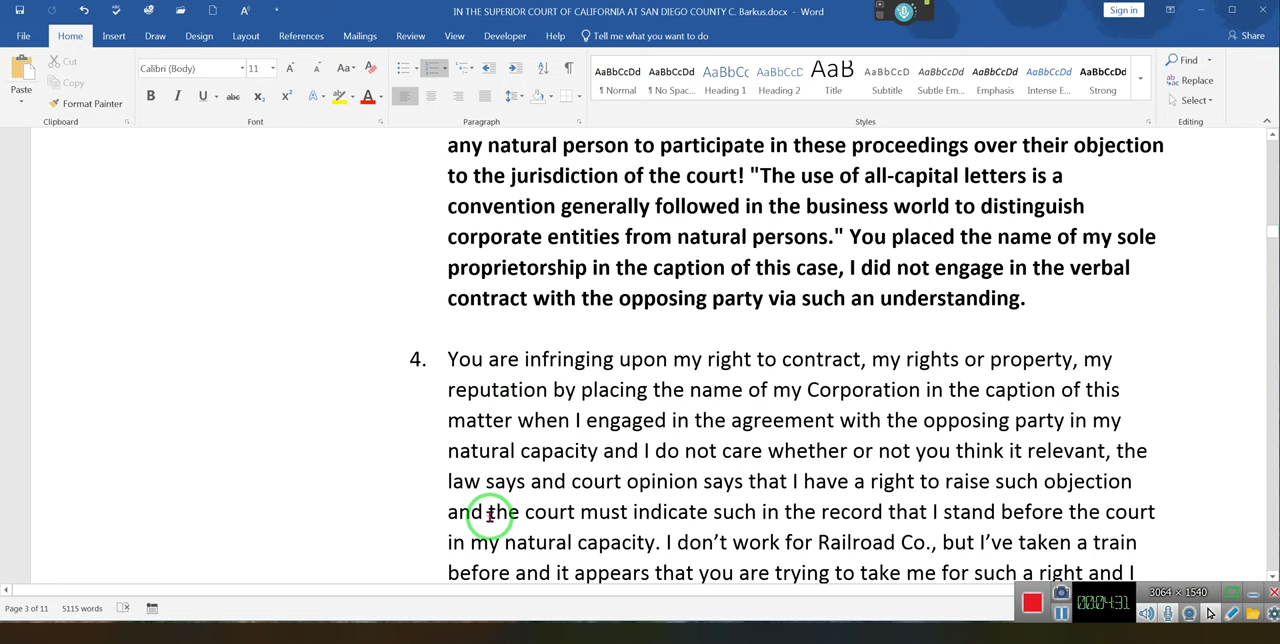 IN THE SUPERIOR COURT OF CALIFORNIA AT SAN DIEGO COUNTY C. Barkus.docx - Word
Sign in
File Home Insert Draw Design Layout References Mailings Review View Developer Help Tell me what you want to do Share
Paste
Cut
Copy
Format Painter
Clipboard
Calibri (Body) 11
Font
Paragraph
AaBbCcDd AaBbCcDd AaBbCc AaBbCcD AaB AaBbCcD AaBbCcDd AaBbCcDd AaBbCcDd AaBbCcDd
¶ Normal ¶ No Spac... Heading 1 Heading 2 Title Subtitle Subtle Em... Emphasis Intense E... Strong
Styles
Find
Replace
Select
Editing
any natural person to participate in these proceedings over their objection
to the jurisdiction of the court! "The use of all-capital letters is a
convention generally followed in the business world to distinguish
corporate entities from natural persons." You placed the name of my sole
proprietorship in the caption of this case, I did not engage in the verbal
contract with the opposing party via such an understanding.
4. You are infringing upon my right to contract, my rights or property, my
reputation by placing the name of my Corporation in the caption of this
matter when I engaged in the agreement with the opposing party in my
natural capacity and I do not care whether or not you think it relevant, the
law says and court opinion says that I have a right to raise such objection
and the court must indicate such in the record that I stand before the court
in my natural capacity. I don’t work for Railroad Co., but I’ve taken a train
before and it appears that you are trying to take me for such a right and I
Page 3 of 11 5115 words
00:04:31
3064 × 1540